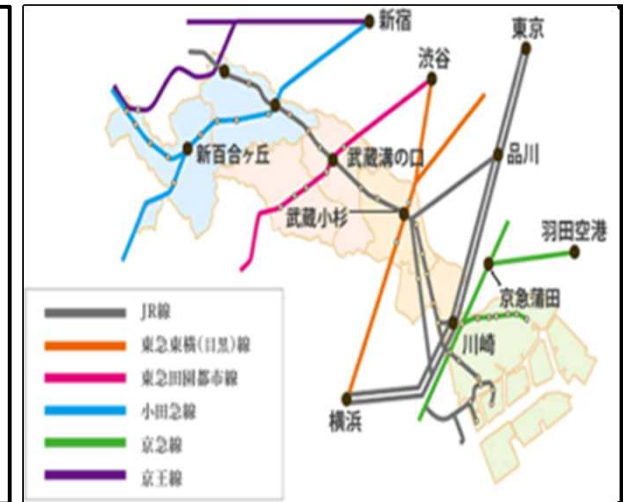 新宿
東京
渋谷
品川
新百合ヶ丘
武蔵溝の口
武蔵小杉
羽田空港
京急蒲田
川崎
横浜
JR線
東急東横(目黒)線
東急田園都市線
小田急線
京急線
京王線